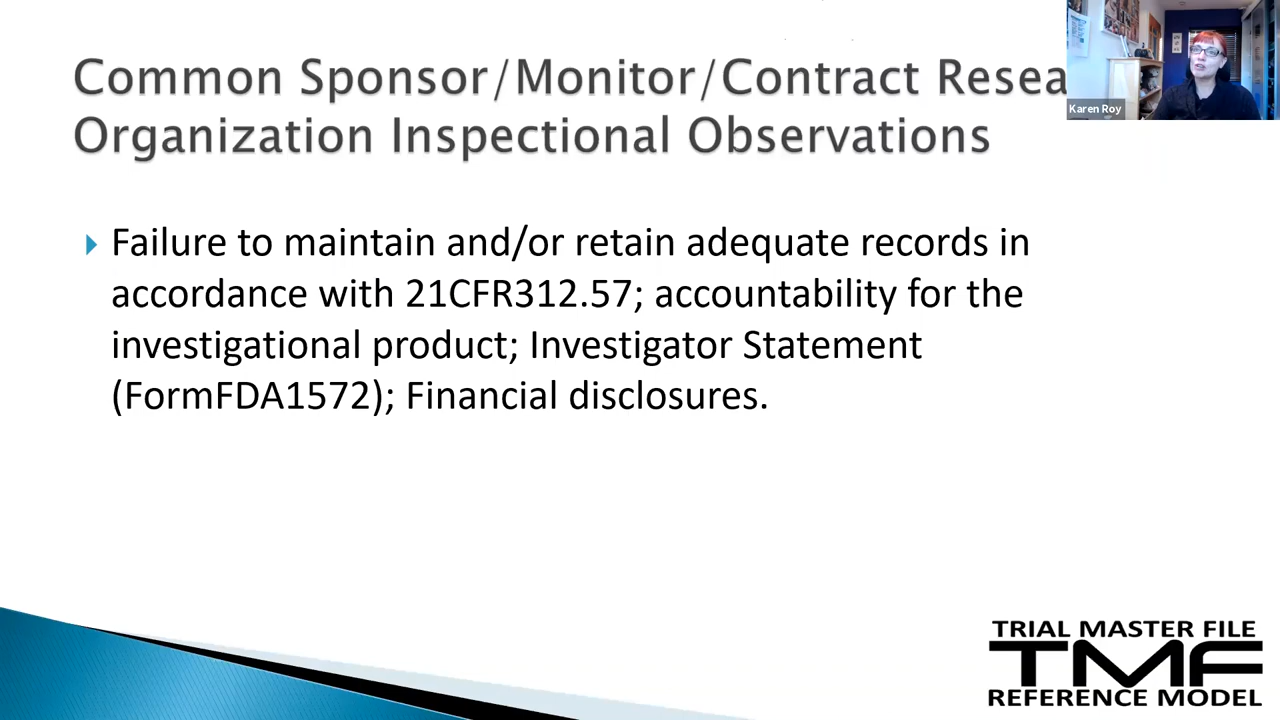 Common Sponsor/Monitor/Contract Resea
Organization Inspectional Observations
Karen Roy
Failure to maintain and/or retain adequate records in
accordance with 21CFR312.57; accountability for the
investigational product; Investigator Statement
(FormFDA1572); Financial disclosures.
TRIAL MASTER FILE
TMF
REFERENCE MODEL